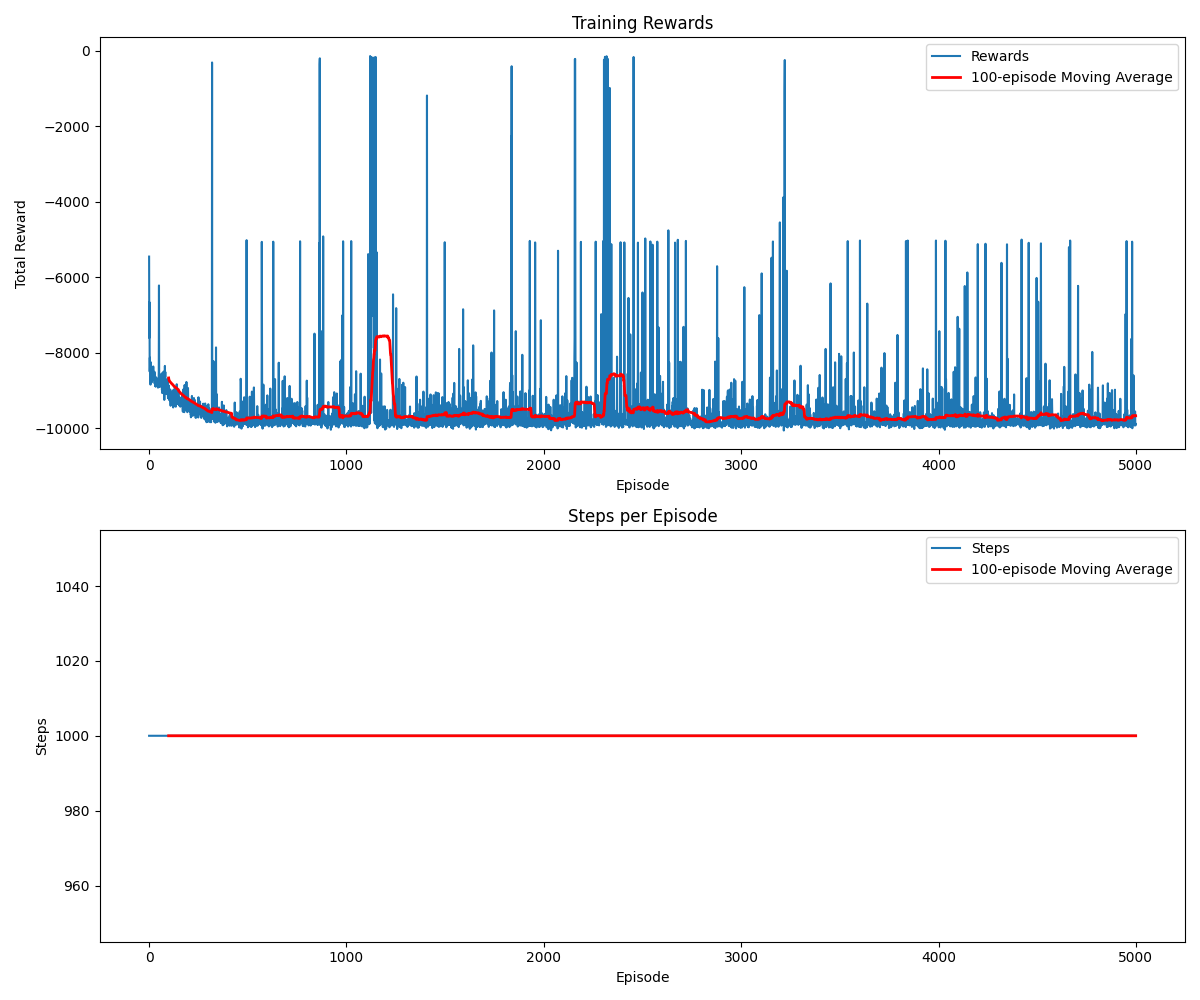 Training Rewards
Rewards
100-episode Moving Average
0
−2000
−4000
−6000
−8000
−10000
Total Reward
0 1000 2000 3000 4000 5000
Episode
Steps per Episode
Steps
100-episode Moving Average
1040
1020
1000
980
960
Steps
0 1000 2000 3000 4000 5000
Episode